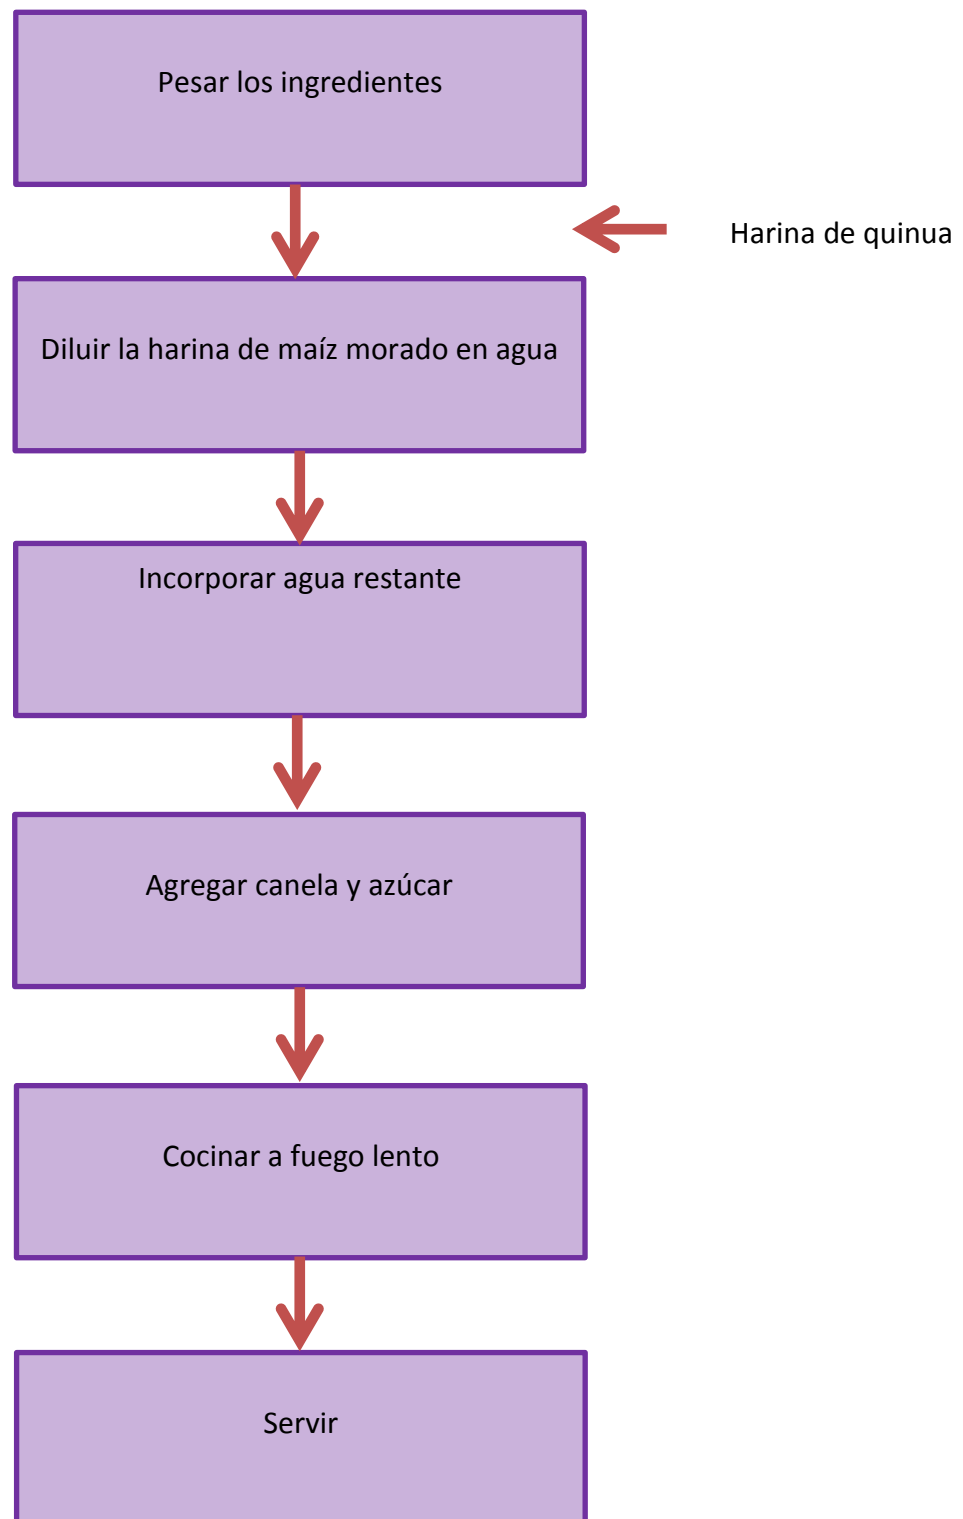 Pesar los ingredientes
Harina de quinua
Diluir la harina de maíz morado en agua
Incorporar agua restante
Agregar canela y azúcar
Cocinar a fuego lento
Servir